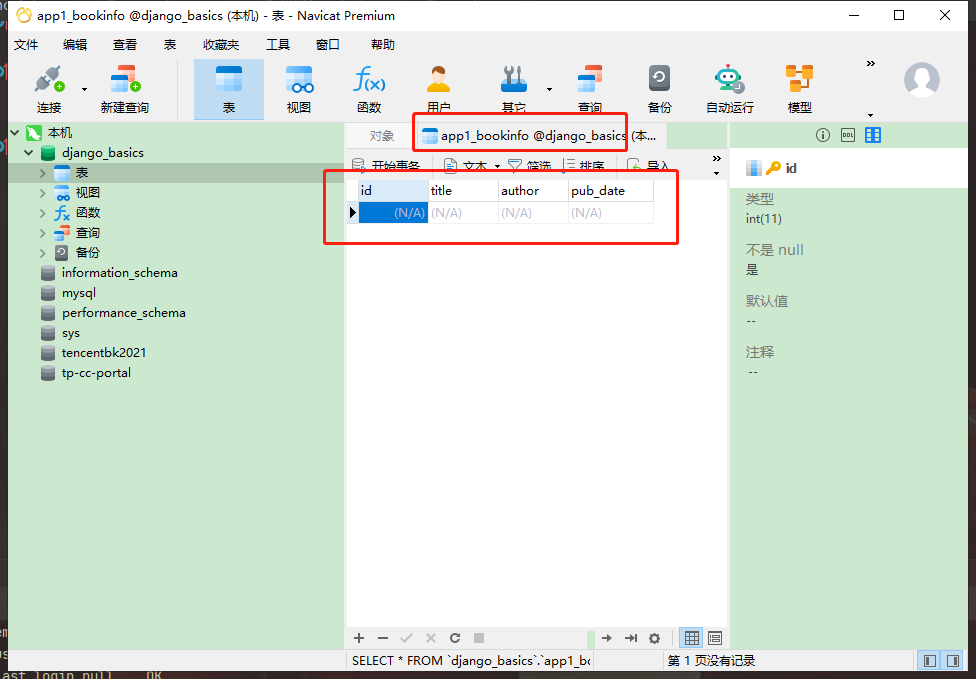 app1_bookinfo @django_basics (本机) - 表 - Navicat Premium
文件 编辑 查看 表 收藏夹 工具 窗口 帮助
连接 新建查询 表 视图 函数 用户 其它 查询 备份 自动运行 模型
本机
django_basics
表
视图
函数
查询
备份
information_schema
mysql
performance_schema
sys
tencentbk2021
tp-cc-portal
对象 app1_bookinfo @django_basics (本...
开始事务 文本 筛选 排序 导入
id title author pub_date
(N/A) (N/A) (N/A) (N/A)
DDL
id
类型
int(11)
不是 null
是
默认值
--
注释
--
SELECT * FROM `django_basics`.`app1_bo
第 1 页没有记录
ast_login null OK